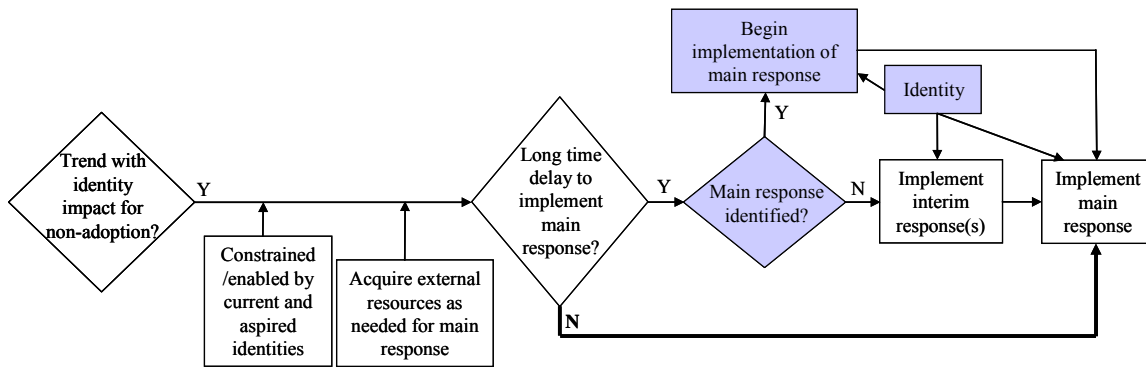 Trend with
identity
impact for
non-adoption?
Y
Constrained
/enabled by
current and
aspired
identities
Acquire external
resources as
needed for main
response
Long time
delay to
implement
main
response?
Y
N
Main response
identified?
Y
N
Begin
implementation of
main response
Identity
Implement
interim
response(s)
Implement
main
response